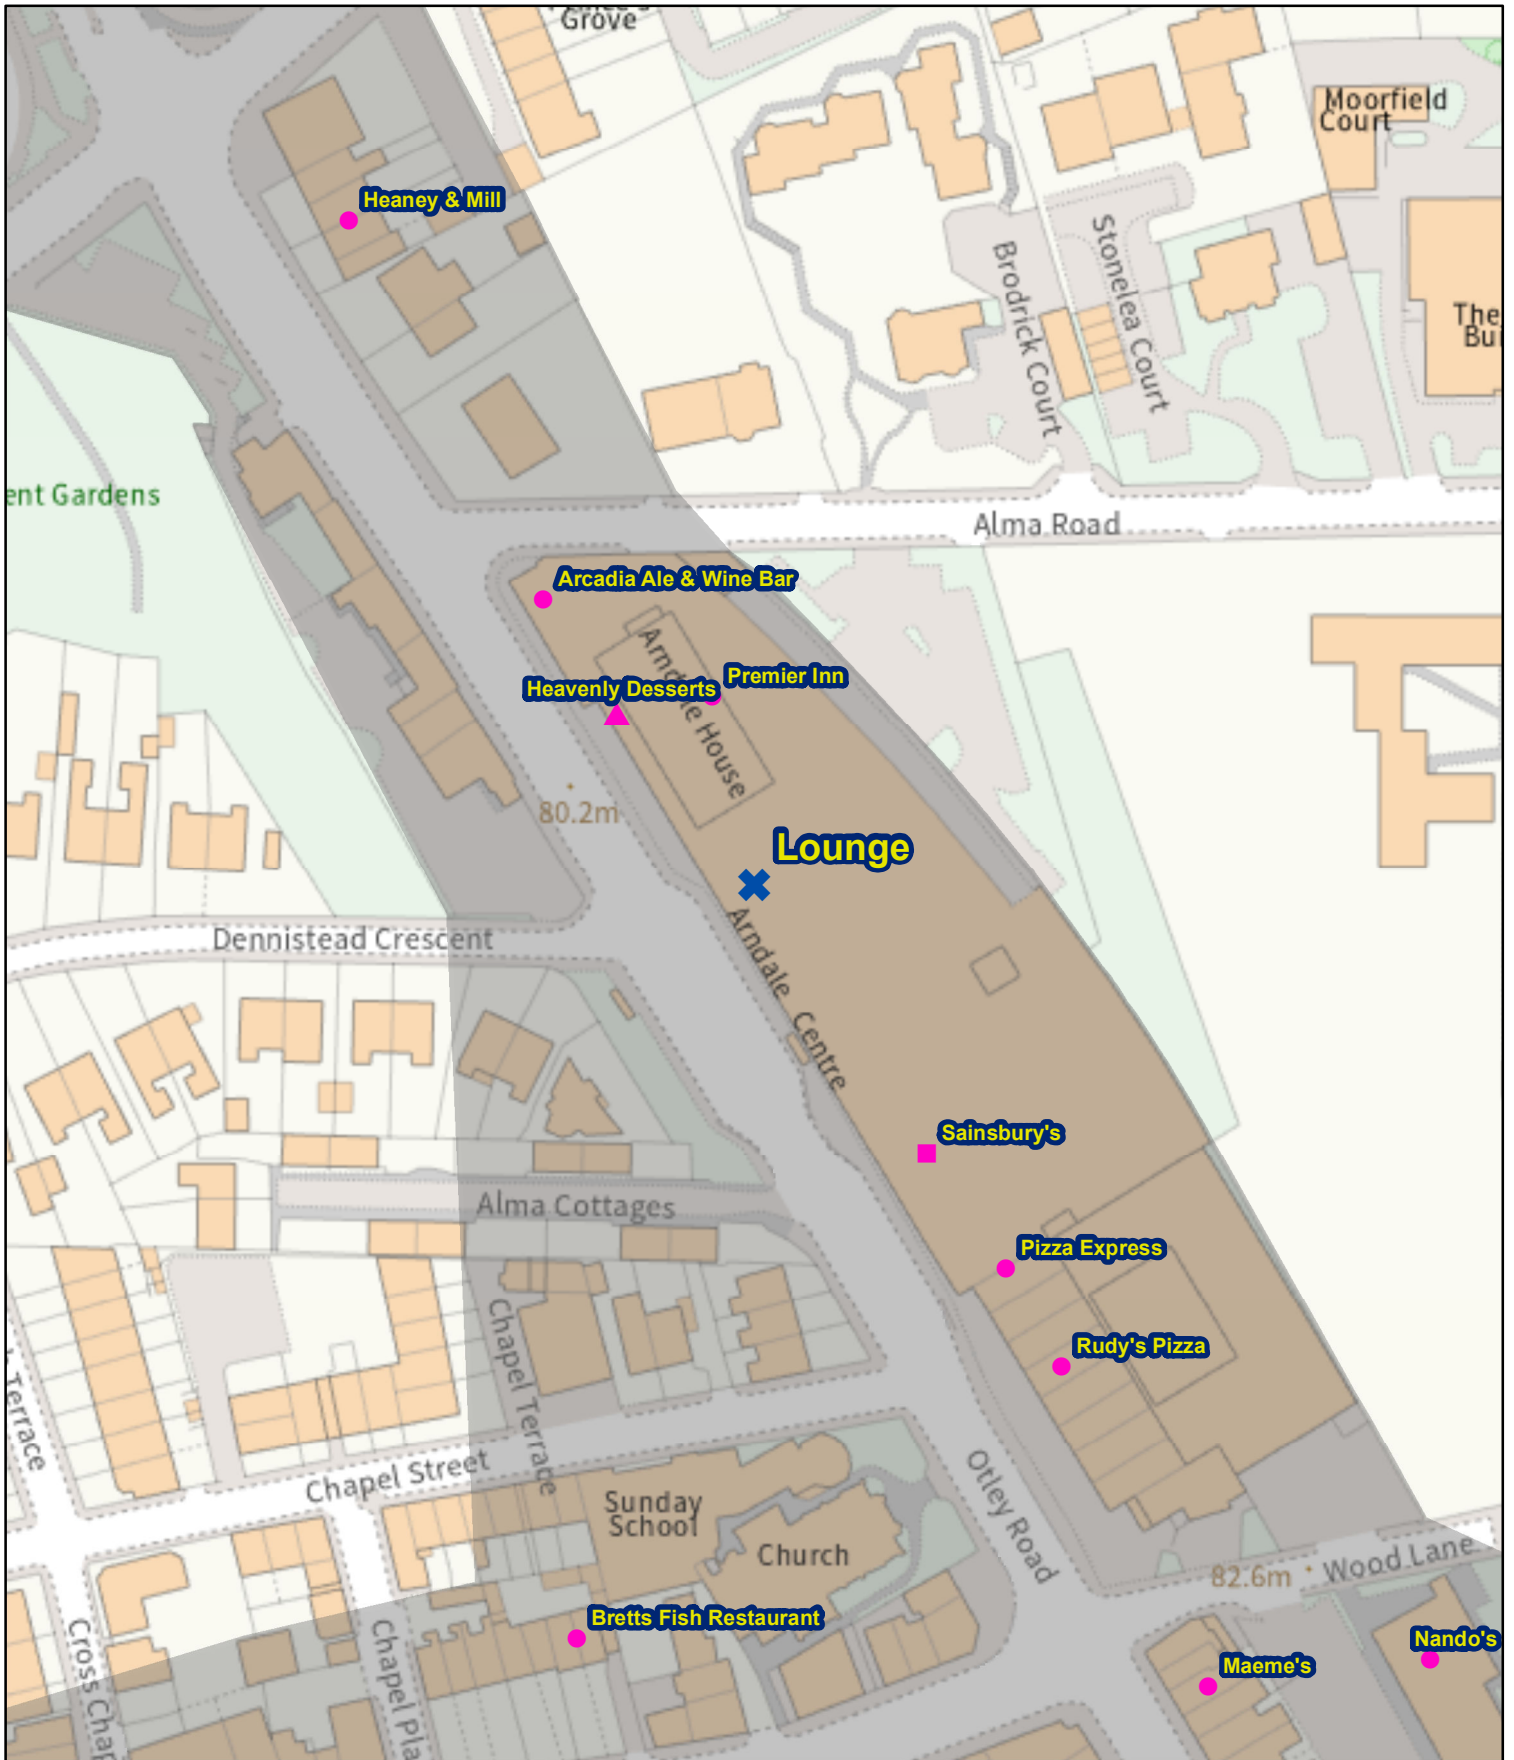 Grove
Moorfield
Court
Heaney & Mill
Stonelea Court
Brodrick Court
The
ent Gardens
Alma Road
Arcadia Ale & Wine Bar
Premier Inn
Heavenly Desserts
Arndale House
80.2m
Lounge
Dennistead Crescent
Arndale Centre
Sainsbury's
Alma Cottages
Pizza Express
Rudy's Pizza
Chapel Terrace
Terrace
Chapel Street
Otley Road
Sunday
School
Church
Wood Lane
82.6m
Bretts Fish Restaurant
Nando's
Maeme's
Cross Chap
Chapel Pla